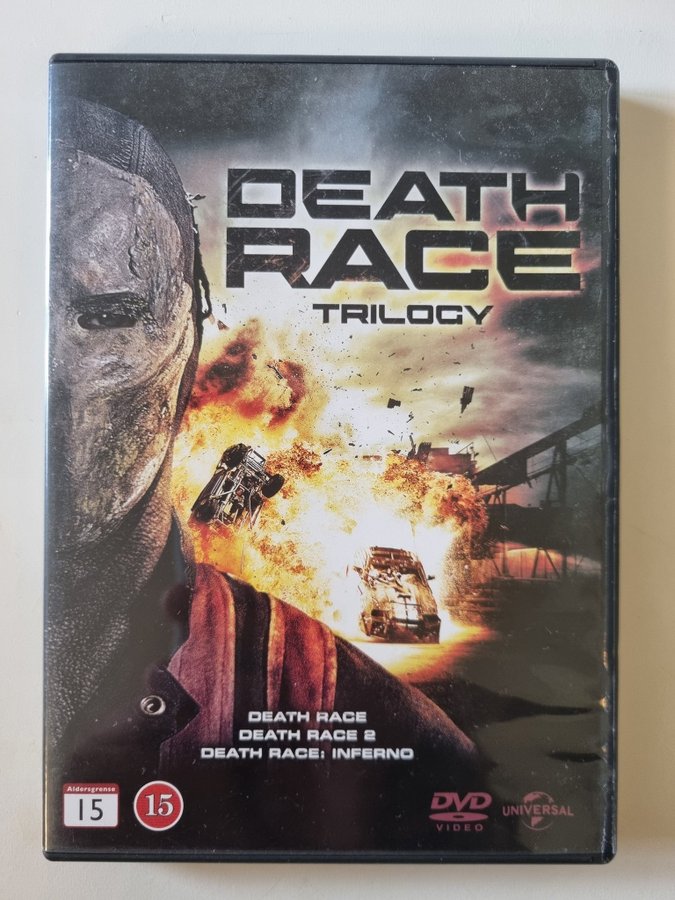 DEATH
RACE
TRILOGY
DEATH RACE
DEATH RACE 2
DEATH RACE: INFERNO
Aldersgrense
15
15
DVD
VIDEO
UNIVERSAL